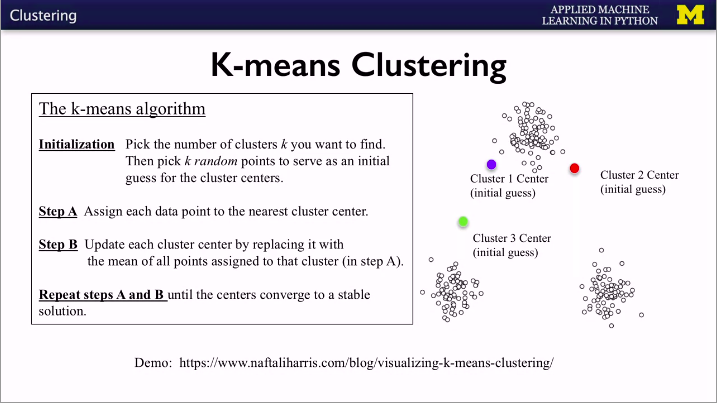 Clustering
APPLIED MACHINE
LEARNING IN PYTHON
M
K-means Clustering
The k-means algorithm
Initialization Pick the number of clusters k you want to find.
Then pick k random points to serve as an initial
guess for the cluster centers.
Step A Assign each data point to the nearest cluster center.
Step B Update each cluster center by replacing it with
the mean of all points assigned to that cluster (in step A).
Repeat steps A and B until the centers converge to a stable
solution.
Cluster 1 Center
(initial guess)
Cluster 2 Center
(initial guess)
Cluster 3 Center
(initial guess)
Demo: https://www.naftaliharris.com/blog/visualizing-k-means-clustering/